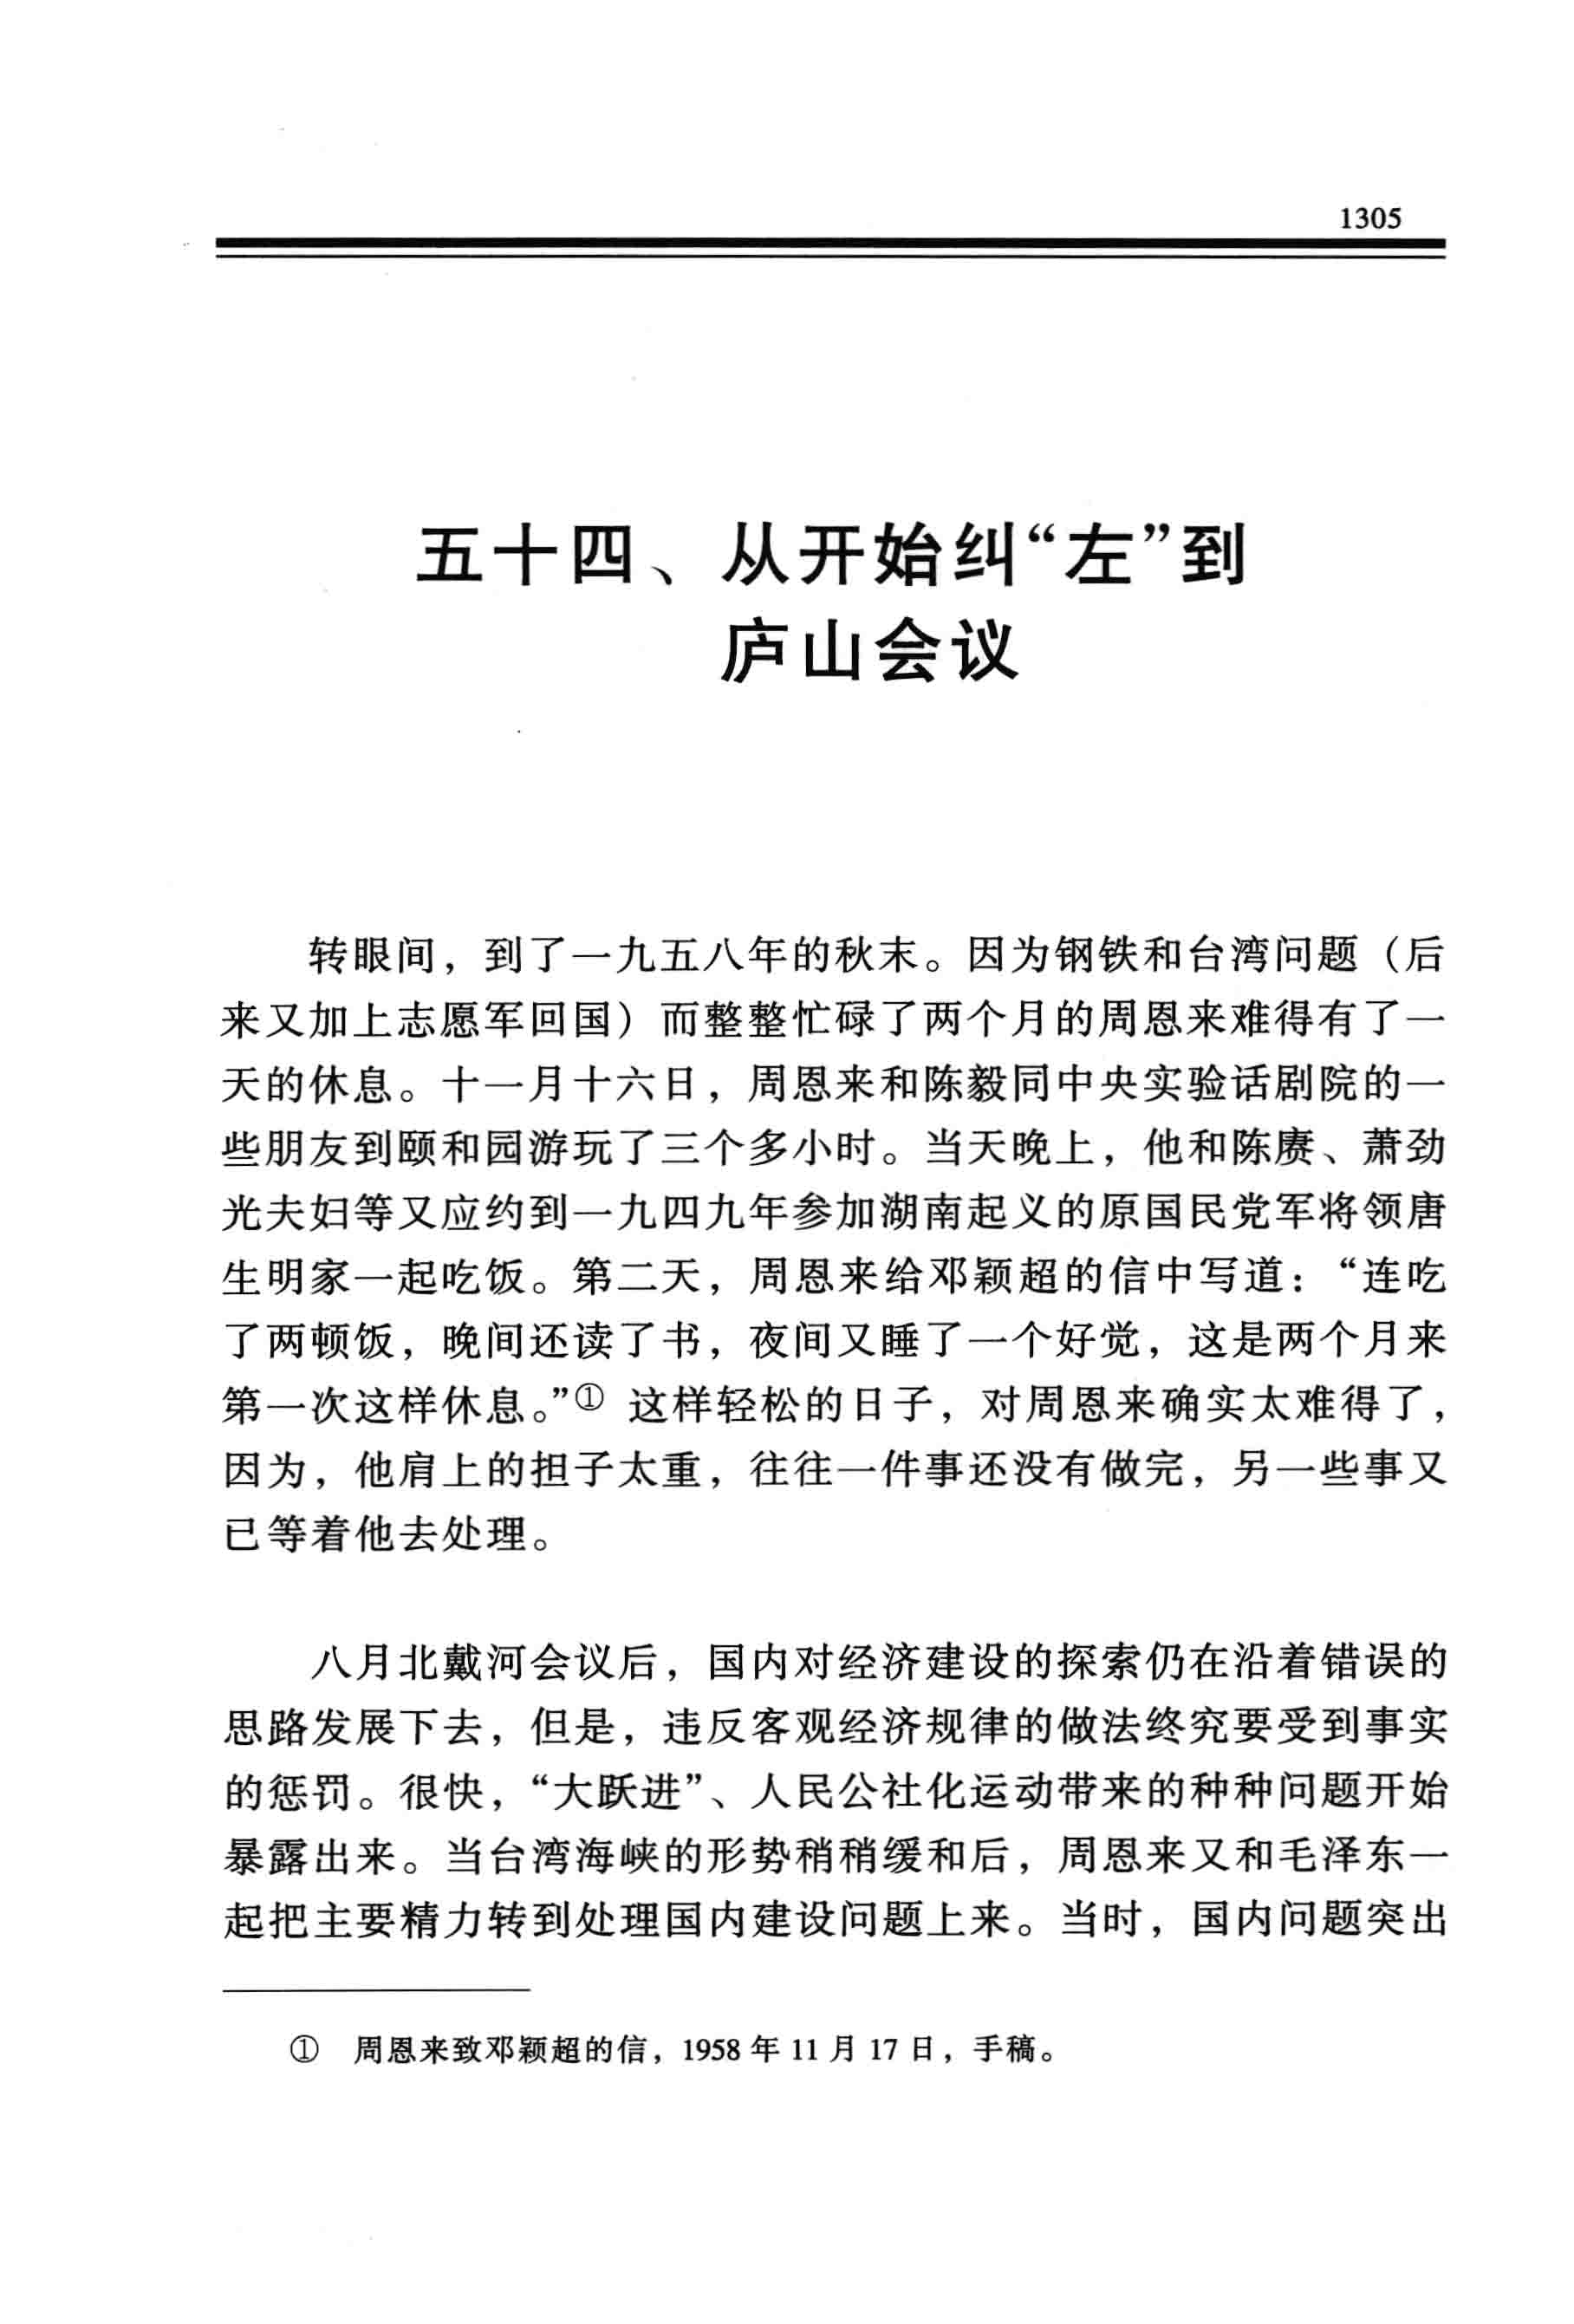 1305
五十四、从开始纠“左”到
庐山会议
转眼间，到了一九五八年的秋末。因为钢铁和台湾问题（后
来又加上志愿军回国）而整整忙碌了两个月的周恩来难得有了一
天的休息。十一月十六日，周恩来和陈毅同中央实验话剧院的一
些朋友到颐和园游玩了三个多小时。当天晚上，他和陈赓、萧劲
光夫妇等又应约到一九四九年参加湖南起义的原国民党军将领唐
生明家一起吃饭。第二天，周恩来给邓颖超的信中写道：“连吃
了两顿饭，晚间还读了书，夜间又睡了一个好觉，这是两个月来
第一次这样休息。”① 这样轻松的日子，对周恩来确实太难得了，
因为，他肩上的担子太重，往往一件事还没有做完，另一些事又
已等着他去处理。
八月北戴河会议后，国内对经济建设的探索仍在沿着错误的
思路发展下去，但是，违反客观经济规律的做法终究要受到事实
的惩罚。很快，“大跃进”、人民公社化运动带来的种种问题开始
暴露出来。当台湾海峡的形势稍稍缓和后，周恩来又和毛泽东一
起把主要精力转到处理国内建设问题上来。当时，国内问题突出
① 周恩来致邓颖超的信，1958 年 11 月 17 日，手稿。